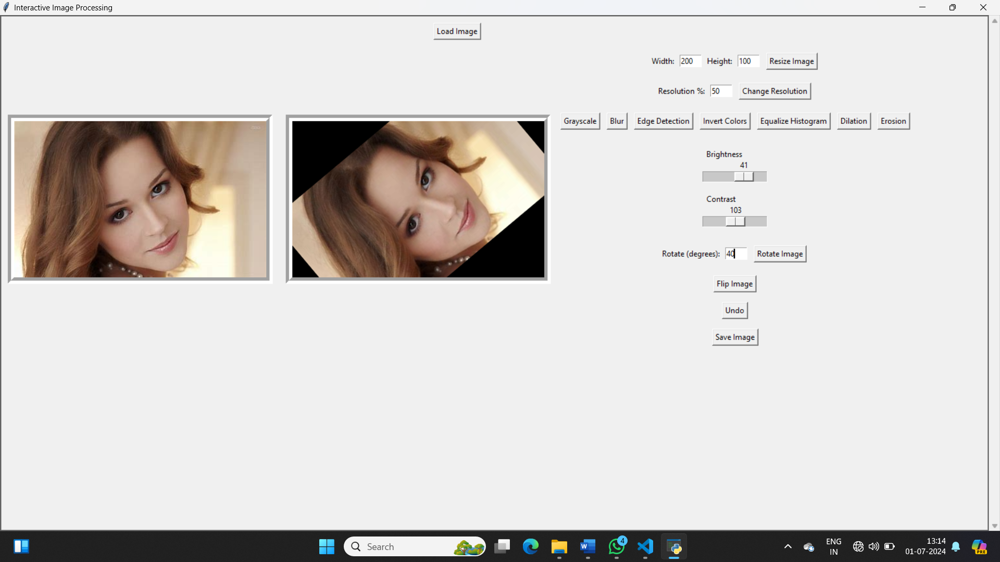 Interactive Image Processing
Load Image
Width: 200 Height: 100 Resize Image
Resolution %: 50 Change Resolution
Grayscale Blur Edge Detection Invert Colors Equalize Histogram Dilation Erosion
Brightness
41
Contrast
103
Rotate (degrees): 40 Rotate Image
Flip Image
Undo
Save Image
Search
W
4
PRE
ENG
IN
13:14
01-07-2024